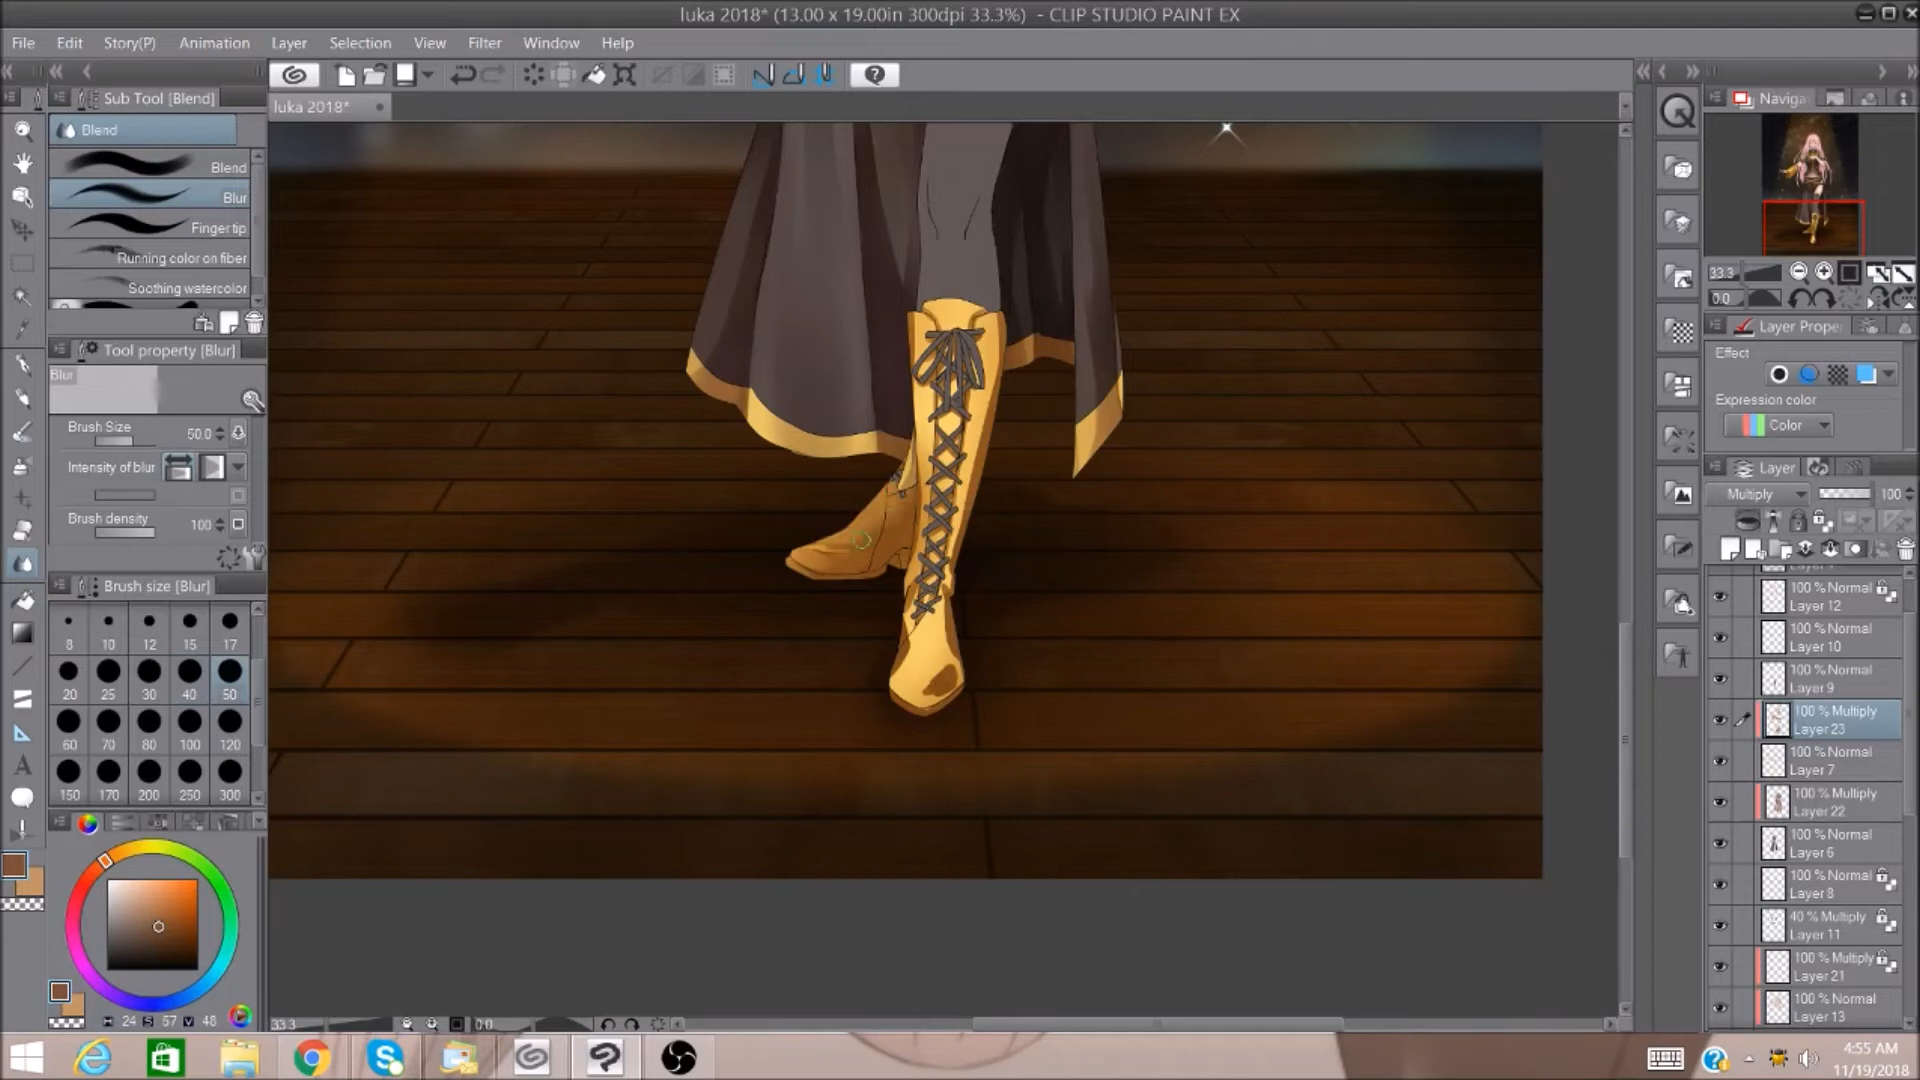 luka 2018* (13.00 x 19.00in 300dpi 33.3%) - CLIP STUDIO PAINT EX
File Edit Story(P) Animation Layer Selection View Filter Window Help
Sub Tool [Blend]
luka 2018*
Naviga
Blend
Blend
Blur
Fingertip
Running color on fiber
Soothing watercolor
33.3
0.0
Layer Proper
Tool property [Blur]
Effect
Blur
Expression color
Color
Brush Size 50.0
Intensity of blur
Layer
Multiply 100
Brush density 100
Brush size [Blur]
8 10 12 15 17
20 25 30 40 50
60 70 80 100 120
150 170 200 250 300
100 % Normal
Layer 12
100 % Normal
Layer 10
100 % Normal
Layer 9
100 % Multiply
Layer 23
100 % Normal
Layer 7
100 % Multiply
Layer 22
100 % Normal
Layer 6
100 % Normal
Layer 8
40 % Multiply
Layer 11
100 % Multiply
Layer 21
100 % Normal
Layer 13
H 24 S 57 V 48
33.3 0.0
4:55 AM
11/19/2018